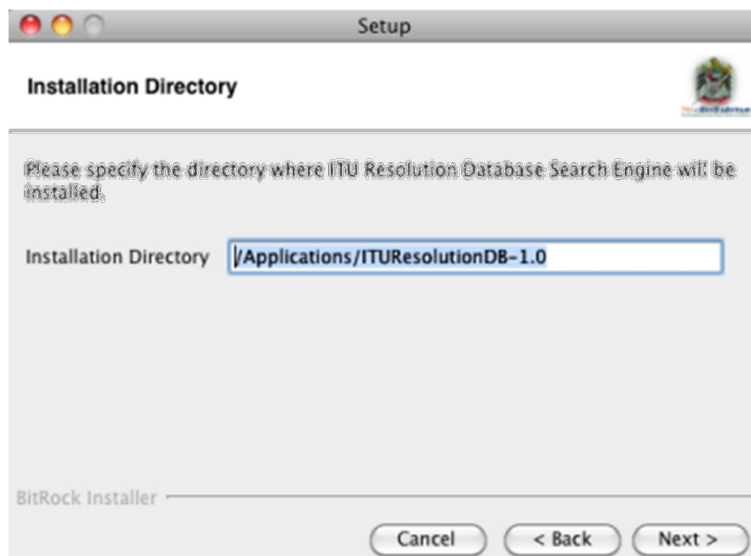 Setup
Installation Directory
Please specify the directory where ITU Resolution Database Search Engine will be
installed.
Installation Directory /Applications/ITUResolutionDB-1.0
BitRock Installer
Cancel < Back Next >